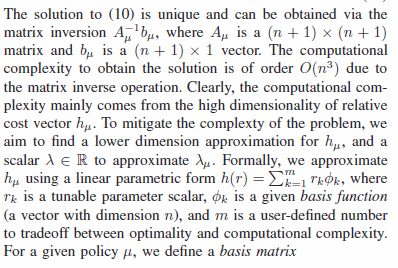 The solution to (10) is unique and can be obtained via the
matrix inversion $A_\mu^{-1} b_\mu$, where $A_\mu$ is a $(n+1) \times (n+1)$
matrix and $b_\mu$ is a $(n+1) \times 1$ vector. The computational
complexity to obtain the solution is of order $O(n^3)$ due to
the matrix inverse operation. Clearly, the computational com-
plexity mainly comes from the high dimensionality of relative
cost vector $h_\mu$. To mitigate the complexty of the problem, we
aim to find a lower dimension approximation for $h_\mu$, and a
scalar $\lambda \in \mathbb{R}$ to approximate $\lambda_\mu$. Formally, we approximate
$h_\mu$ using a linear parametric form $h(r) = \sum_{k=1}^{m} r_k \phi_k$, where
$r_k$ is a tunable parameter scalar, $\phi_k$ is a given basis function
(a vector with dimension $n$), and $m$ is a user-defined number
to tradeoff between optimality and computational complexity.
For a given policy $\mu$, we define a basis matrix